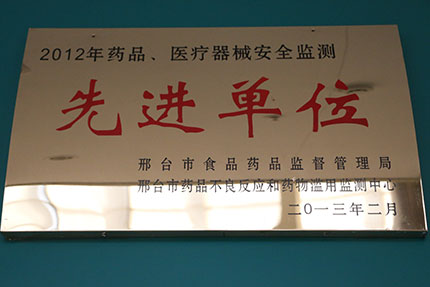 2012年药品、医疗器械安全监测
先进单位
邢台市食品药品监督管理局
邢台市药品不良反应和药物滥用监测中心
二〇一三年二月